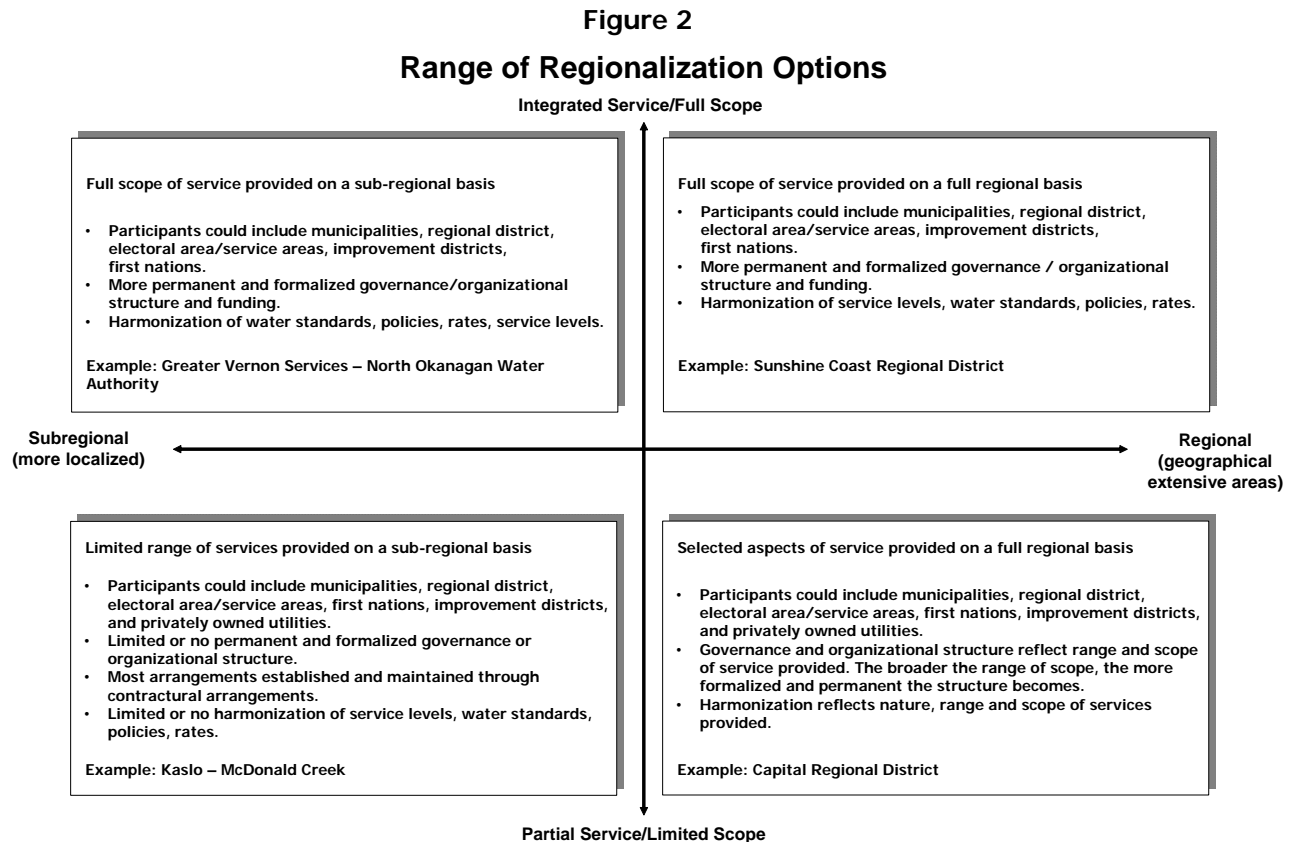 Figure 2
Range of Regionalization Options
Integrated Service/Full Scope
Full scope of service provided on a sub-regional basis
• Participants could include municipalities, regional district,
electoral area/service areas, improvement districts,
first nations.
• More permanent and formalized governance/organizational
structure and funding.
• Harmonization of water standards, policies, rates, service levels.
Example: Greater Vernon Services – North Okanagan Water
Authority
Full scope of service provided on a full regional basis
• Participants could include municipalities, regional district,
electoral area/service areas, improvement districts,
first nations.
• More permanent and formalized governance / organizational
structure and funding.
• Harmonization of service levels, water standards, policies, rates.
Example: Sunshine Coast Regional District
Subregional
(more localized)
Regional
(geographical
extensive areas)
Limited range of services provided on a sub-regional basis
• Participants could include municipalities, regional district,
electoral area/service areas, first nations, improvement districts,
and privately owned utilities.
• Limited or no permanent and formalized governance or
organizational structure.
• Most arrangements established and maintained through
contractural arrangements.
• Limited or no harmonization of service levels, water standards,
policies, rates.
Example: Kaslo – McDonald Creek
Selected aspects of service provided on a full regional basis
• Participants could include municipalities, regional district,
electoral area/service areas, first nations, improvement districts,
and privately owned utilities.
• Governance and organizational structure reflect range and scope
of service provided. The broader the range of scope, the more
formalized and permanent the structure becomes.
• Harmonization reflects nature, range and scope of services
provided.
Example: Capital Regional District
Partial Service/Limited Scope